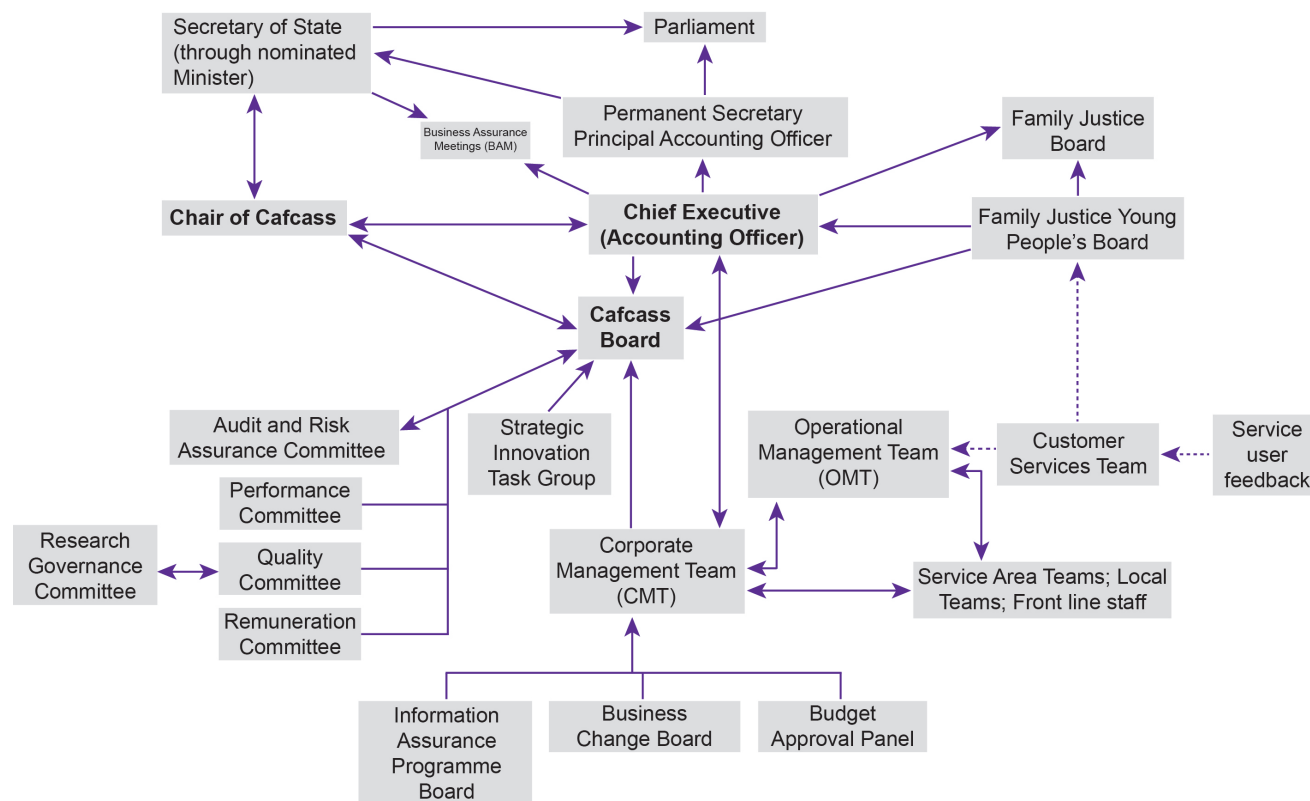 Secretary of State
(through nominated
Minister)
Parliament
Permanent Secretary
Principal Accounting Officer
Business Assurance
Meetings (BAM)
Family Justice
Board
Chair of Cafcass
Chief Executive
(Accounting Officer)
Family Justice Young
People’s Board
Cafcass
Board
Audit and Risk
Assurance Committee
Strategic
Innovation
Task Group
Operational
Management Team
(OMT)
Customer
Services Team
Service
user
feedback
Performance
Committee
Research
Governance
Committee
Quality
Committee
Corporate
Management Team
(CMT)
Service Area Teams; Local
Teams; Front line staff
Remuneration
Committee
Information
Assurance
Programme
Board
Business
Change Board
Budget
Approval Panel